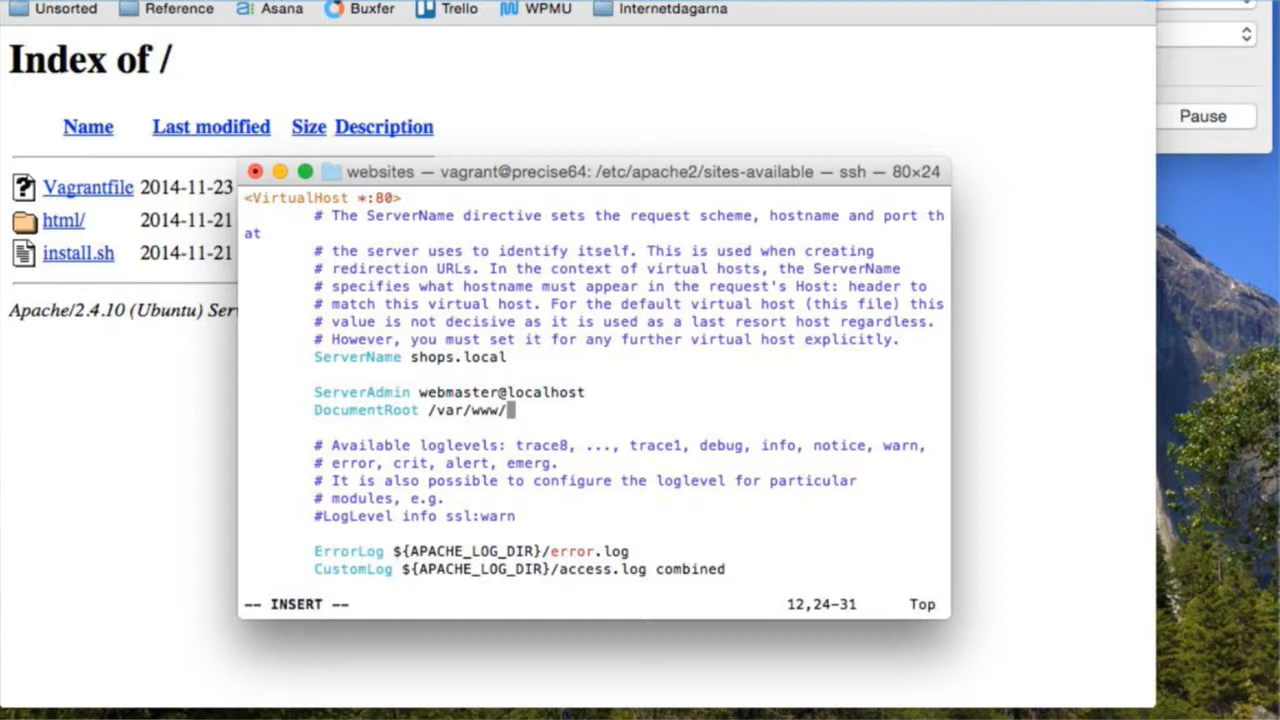 Unsorted Reference Asana Buxfer Trello WPMU Internetdagarna
Index of /
Name Last modified Size Description
Vagrantfile 2014-11-23
html/ 2014-11-21
install.sh 2014-11-21
Apache/2.4.10 (Ubuntu) Ser
Pause
websites — vagrant@precise64: /etc/apache2/sites-available — ssh — 80×24
<VirtualHost *:80>
# The ServerName directive sets the request scheme, hostname and port th
at
# the server uses to identify itself. This is used when creating
# redirection URLs. In the context of virtual hosts, the ServerName
# specifies what hostname must appear in the request's Host: header to
# match this virtual host. For the default virtual host (this file) this
# value is not decisive as it is used as a last resort host regardless.
# However, you must set it for any further virtual host explicitly.
ServerName shops.local
ServerAdmin webmaster@localhost
DocumentRoot /var/www/
# Available loglevels: trace8, ..., trace1, debug, info, notice, warn,
# error, crit, alert, emerg.
# It is also possible to configure the loglevel for particular
# modules, e.g.
#LogLevel info ssl:warn
ErrorLog ${APACHE_LOG_DIR}/error.log
CustomLog ${APACHE_LOG_DIR}/access.log combined
-- INSERT -- 12,24-31 Top